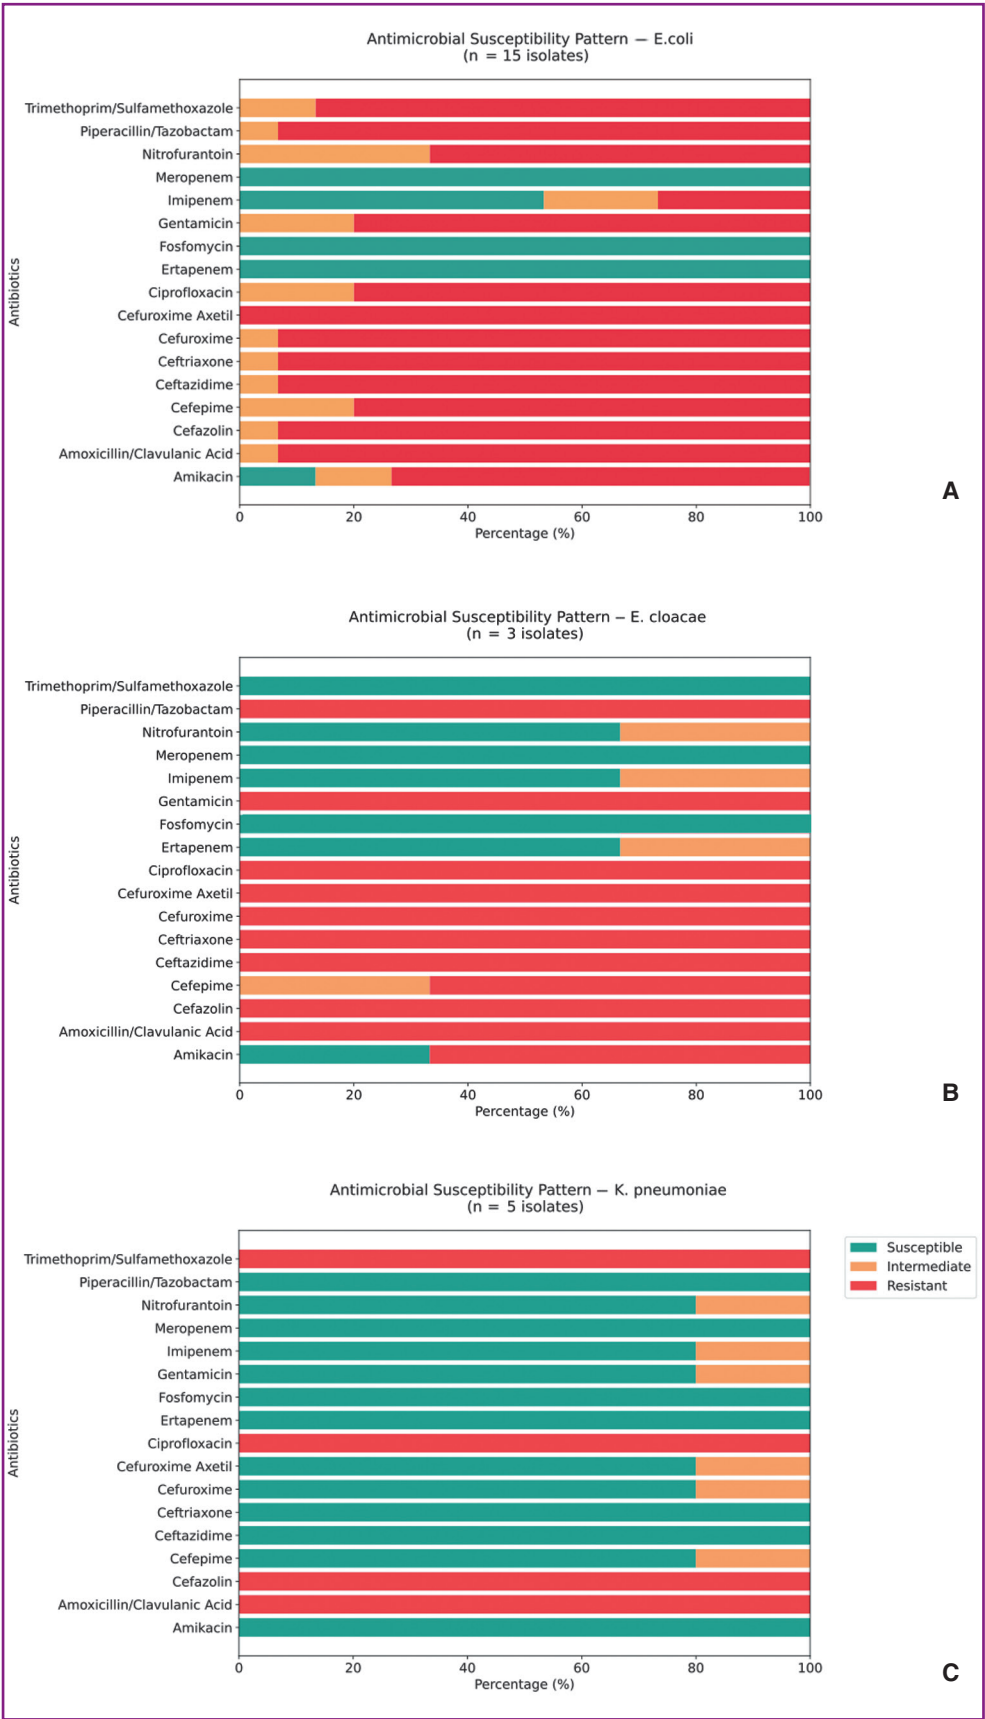 Antimicrobial Susceptibility Pattern − E.coli
(n = 15 isolates)
Trimethoprim/Sulfamethoxazole
Piperacillin/Tazobactam
Nitrofurantoin
Meropenem
Imipenem
Gentamicin
Fosfomycin
Ertapenem
Ciprofloxacin
Cefuroxime Axetil
Cefuroxime
Ceftriaxone
Ceftazidime
Cefepime
Cefazolin
Amoxicillin/Clavulanic Acid
Amikacin
Antibiotics
0 20 40 60 80 100
Percentage (%)
A
Antimicrobial Susceptibility Pattern − E. cloacae
(n = 3 isolates)
Trimethoprim/Sulfamethoxazole
Piperacillin/Tazobactam
Nitrofurantoin
Meropenem
Imipenem
Gentamicin
Fosfomycin
Ertapenem
Ciprofloxacin
Cefuroxime Axetil
Cefuroxime
Ceftriaxone
Ceftazidime
Cefepime
Cefazolin
Amoxicillin/Clavulanic Acid
Amikacin
Antibiotics
0 20 40 60 80 100
Percentage (%)
B
Antimicrobial Susceptibility Pattern − K. pneumoniae
(n = 5 isolates)
Trimethoprim/Sulfamethoxazole
Piperacillin/Tazobactam
Nitrofurantoin
Meropenem
Imipenem
Gentamicin
Fosfomycin
Ertapenem
Ciprofloxacin
Cefuroxime Axetil
Cefuroxime
Ceftriaxone
Ceftazidime
Cefepime
Cefazolin
Amoxicillin/Clavulanic Acid
Amikacin
Antibiotics
0 20 40 60 80 100
Percentage (%)
Susceptible
Intermediate
Resistant
C